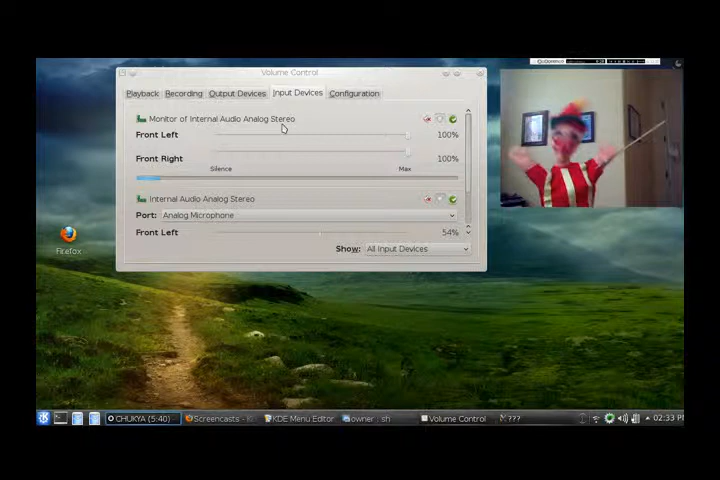 Volume Control
Playback Recording Output Devices Input Devices Configuration
Monitor of Internal Audio Analog Stereo
Front Left 100%
Front Right 100%
Silence Max
Internal Audio Analog Stereo
Port: Analog Microphone
Front Left 54%
Show: All Input Devices
Firefox
CHUKYA (5:40) Screencasts - KDE Menu Editor owner : sh Volume Control ??? 02:33